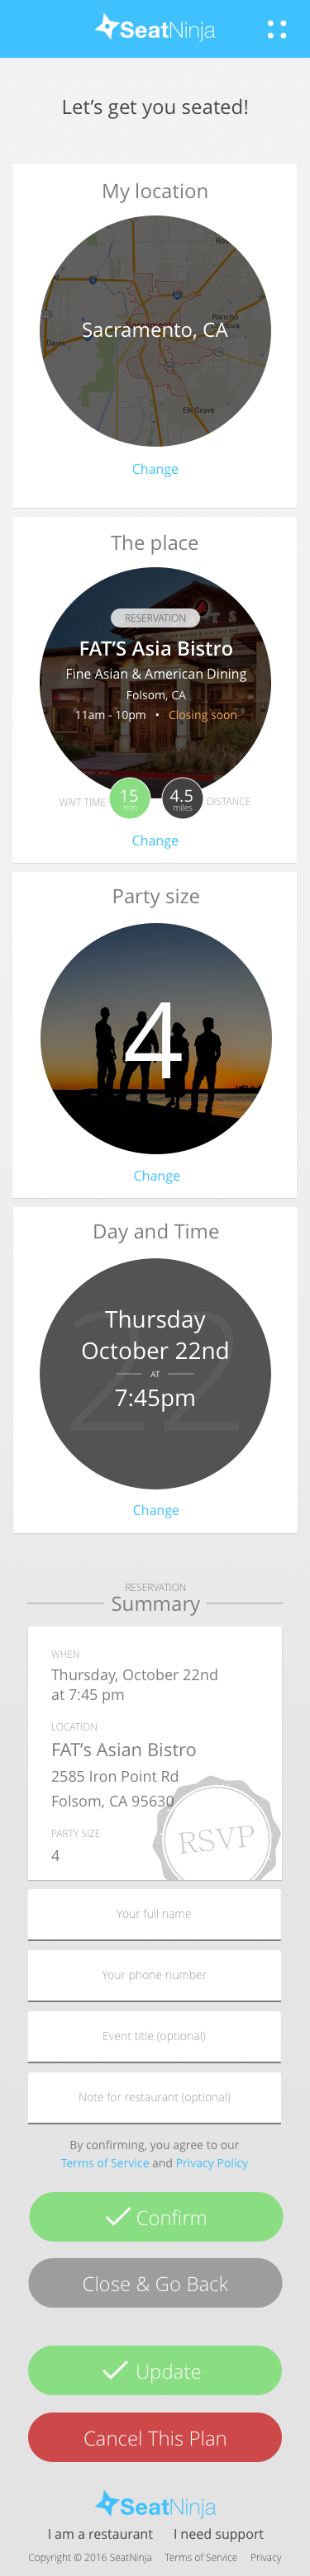 SeatNinja
Let's get you seated!
My location
Sacramento, CA
Davis
Rancho
Elk Grove
Change
The place
RESERVATION
FAT'S Asia Bistro
Fine Asian & American Dining
Folsom, CA
11am - 10pm • Closing soon
WAIT TIME 15 min 4.5 miles DISTANCE
Change
Party size
4
Change
Day and Time
22
Thursday
October 22nd
AT
7:45pm
Change
RESERVATION
Summary
WHEN
Thursday, October 22nd
at 7:45 pm
LOCATION
FAT's Asian Bistro
2585 Iron Point Rd
Folsom, CA 95630
RSVP
PARTY SIZE
4
Your full name
Your phone number
Event title (optional)
Note for restaurant (optional)
By confirming, you agree to our
Terms of Service and Privacy Policy
Confirm
Close & Go Back
Update
Cancel This Plan
SeatNinja
I am a restaurant I need support
Copyright © 2016 SeatNinja Terms of Service Privacy